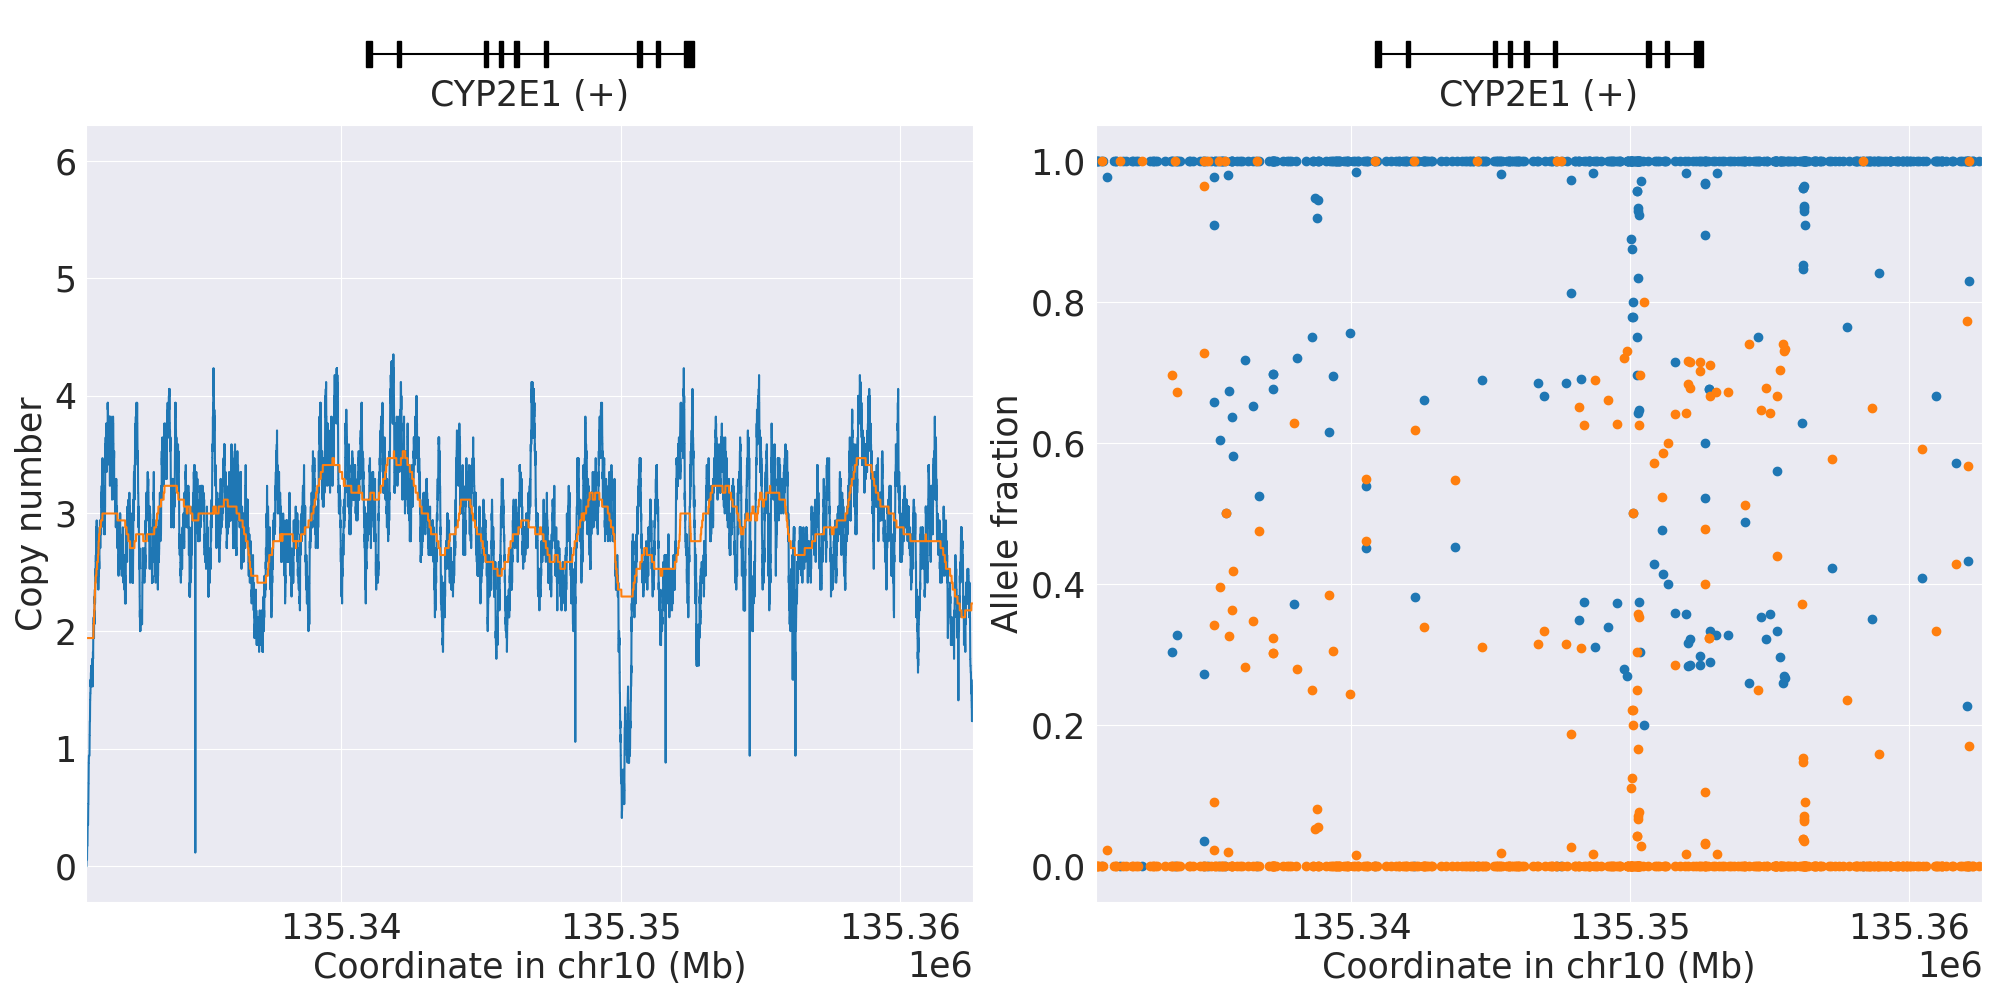 CYP2E1 (+)
6
5
4
3
2
1
0
Copy number
135.34 135.35 135.36
Coordinate in chr10 (Mb)
1e6
CYP2E1 (+)
1.0
0.8
0.6
0.4
0.2
0.0
Allele fraction
135.34 135.35 135.36
Coordinate in chr10 (Mb)
1e6